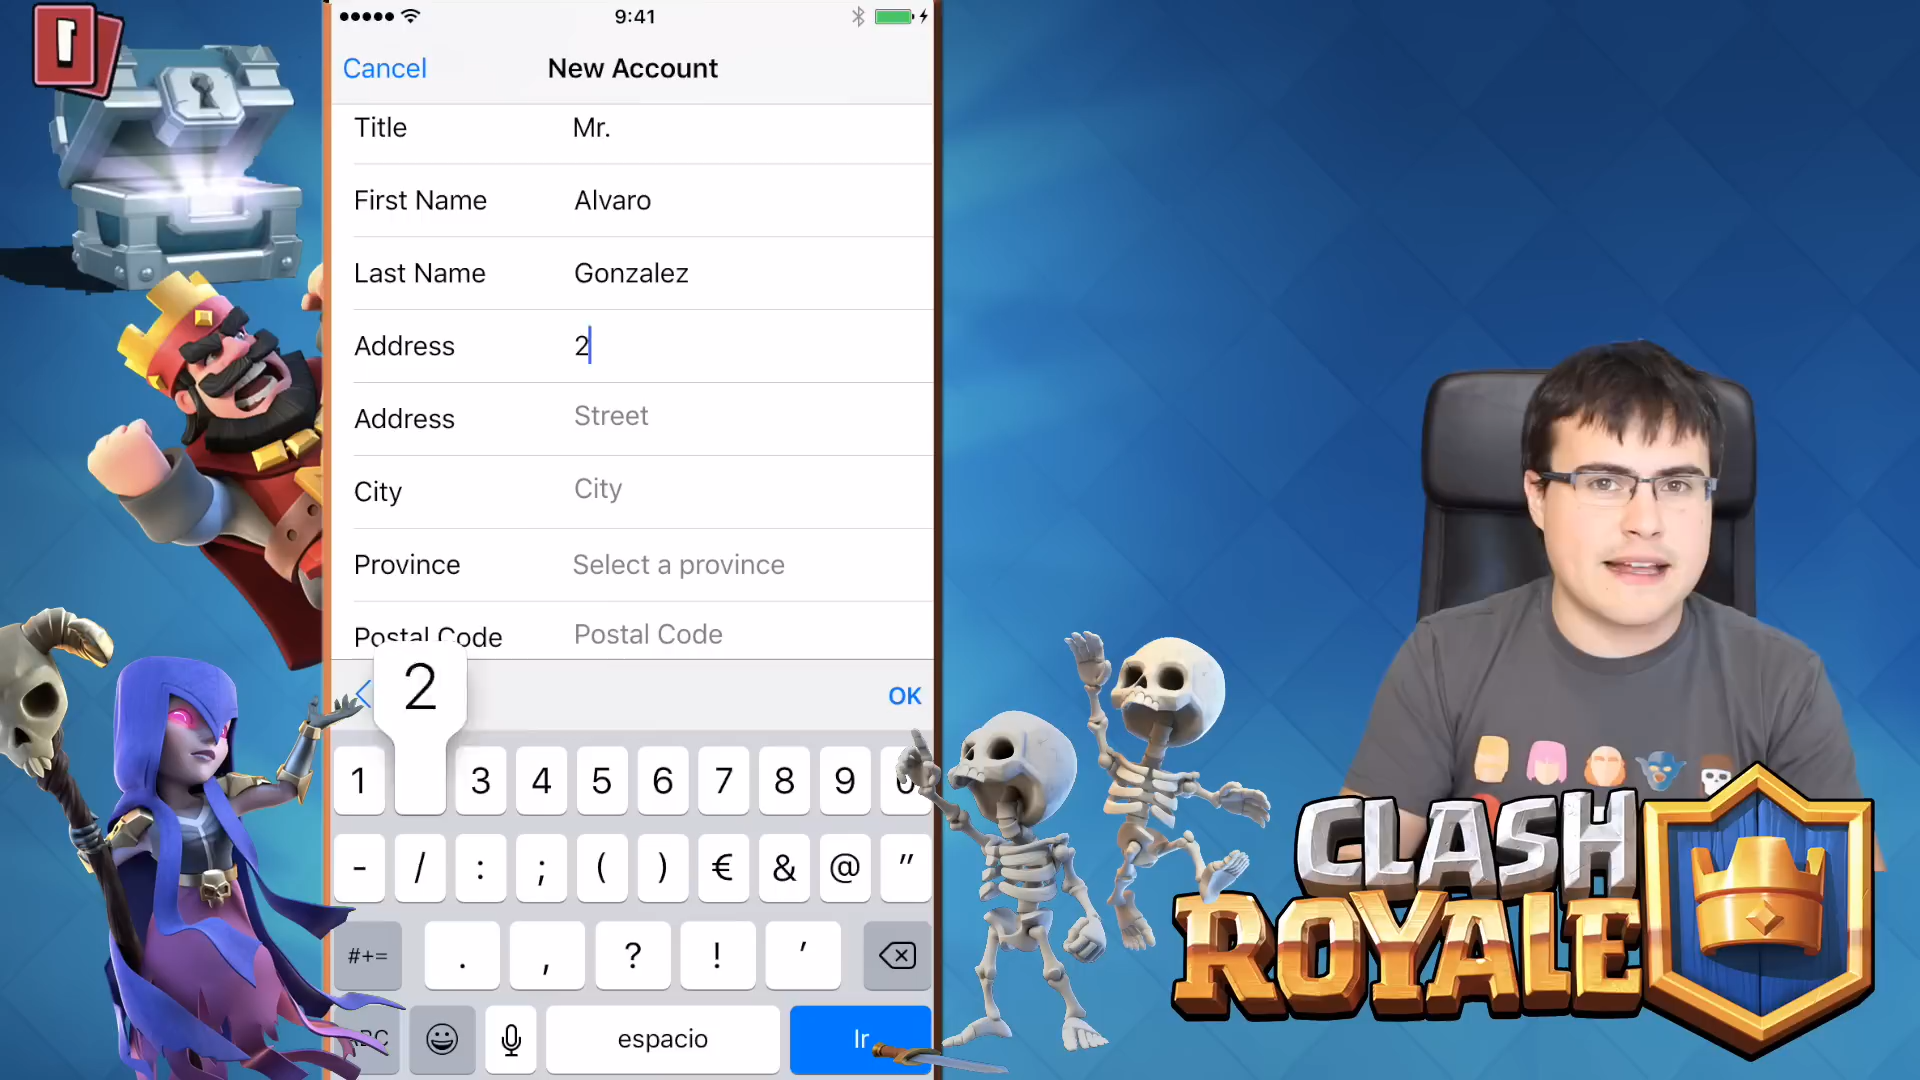 9:41
Cancel
New Account
Title Mr.
First Name Alvaro
Last Name Gonzalez
Address 2
Address Street
City City
Province Select a province
Postal Code Postal Code
2
OK
1 3 4 5 6 7 8 9 0
- / : ; ( ) € & @ "
#+= . , ? ! '
ABC espacio Ir
CLASH
ROYALE